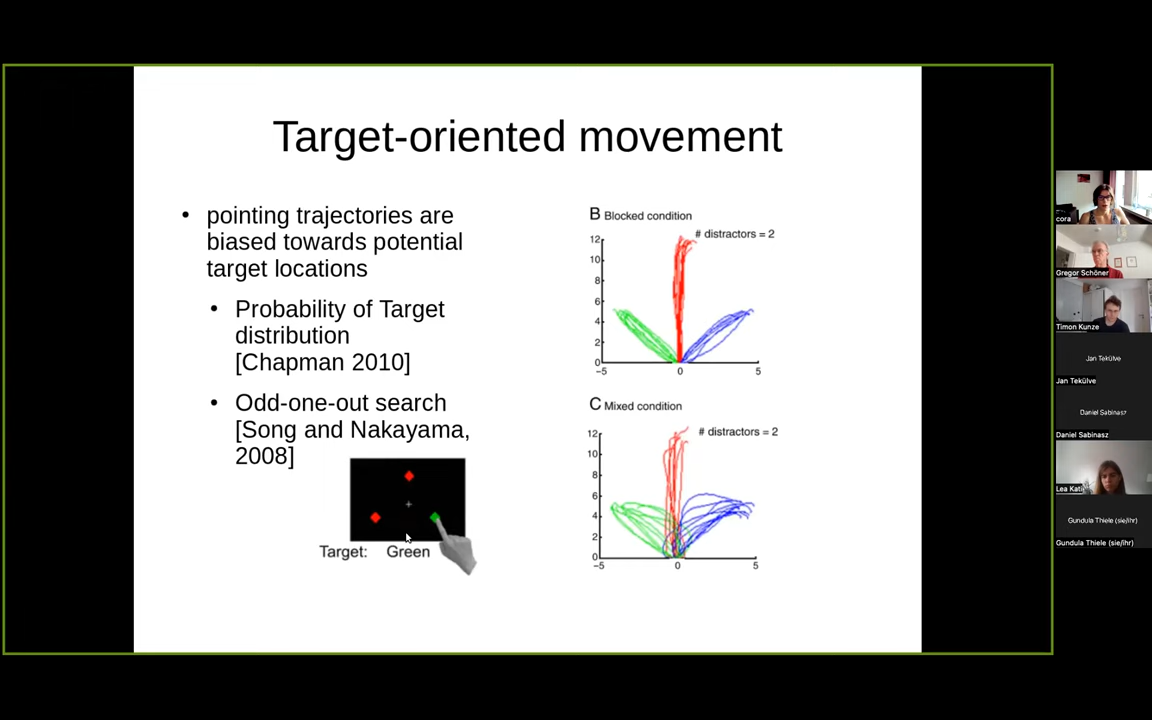 Target-oriented movement
• pointing trajectories are
biased towards potential
target locations
• Probability of Target
distribution
[Chapman 2010]
• Odd-one-out search
[Song and Nakayama,
2008]
Target: Green
B Blocked condition
# distractors = 2
12
10
8
6
4
2
0
−5 0 5
C Mixed condition
# distractors = 2
12
10
8
6
4
2
0
−5 0 5
cora
Gregor Schöner
Timon Kunze
Jan Tekülve
Jan Tekülve
Daniel Sabinasz
Daniel Sabinasz
Lea Kati
Gundula Thiele (sie/ihr)
Gundula Thiele (sie/ihr)